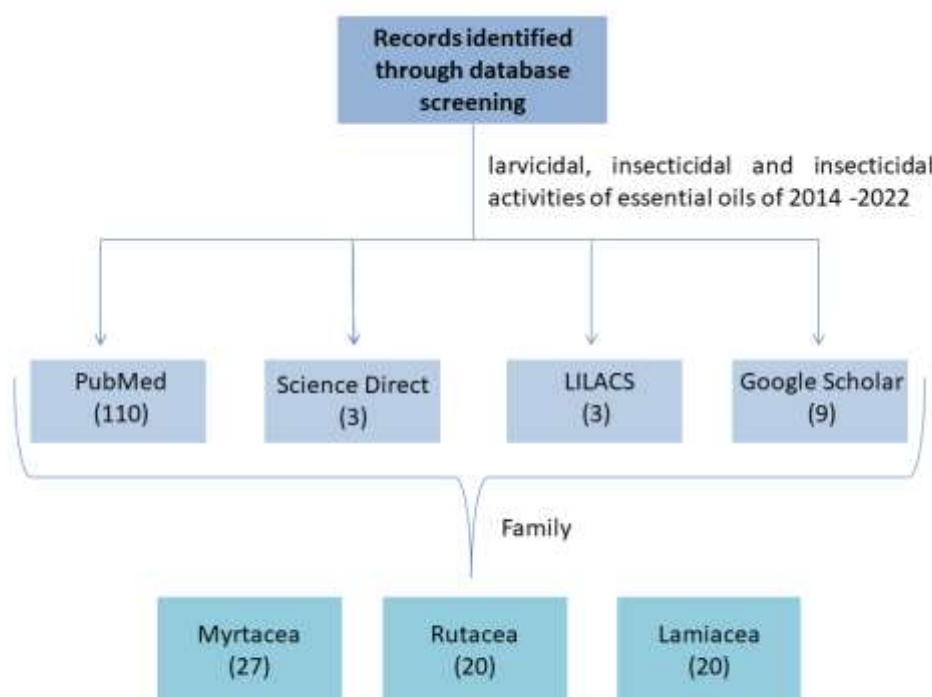 Records identified
through database
screening
larvicidal, insecticidal and insecticidal
activities of essential oils of 2014 -2022
PubMed
(110)
Science Direct
(3)
LILACS
(3)
Google Scholar
(9)
Family
Myrtacea
(27)
Rutacea
(20)
Lamiacea
(20)